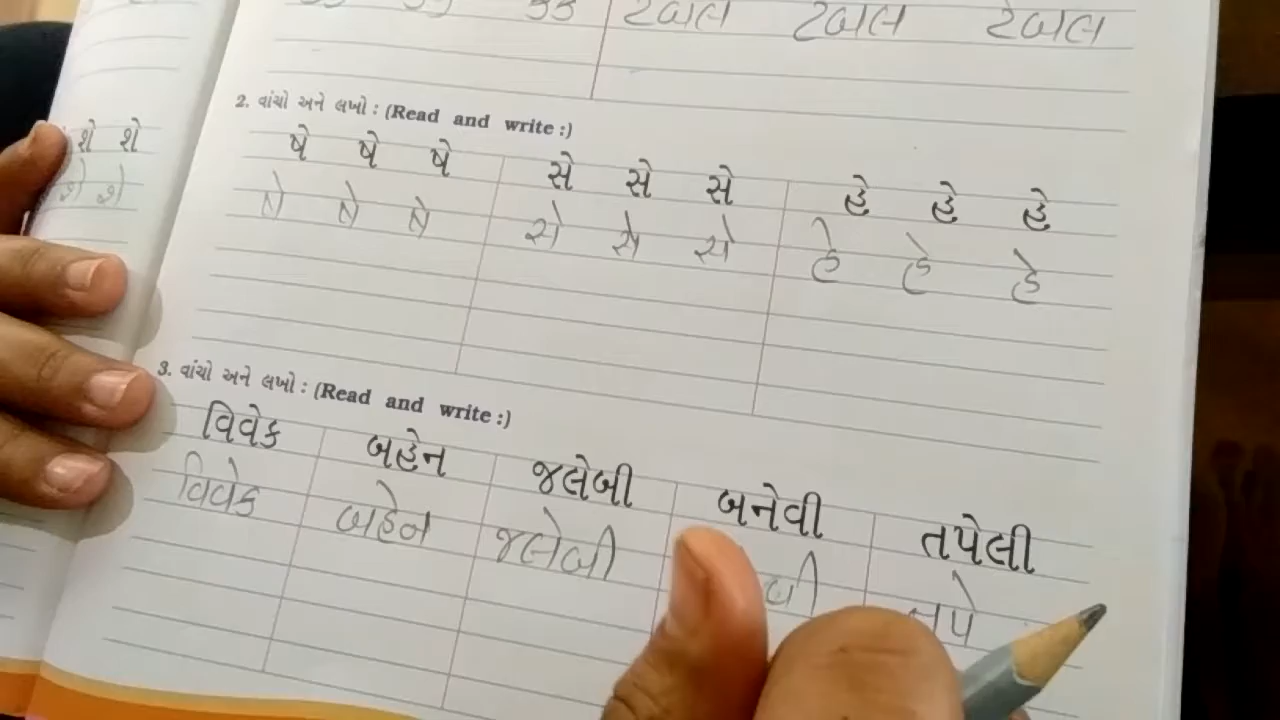 ટેબલ ટેબલ ટેબલ
2. વાંચો અને લખો : (Read and write :)
શે શે
ષે ષે ષે સે સે સે હે હે હે
શે શે
ષે ષે ષે સે સે સે હે હે હે
3. વાંચો અને લખો : (Read and write :)
વિવેક બહેન જલેબી બનેવી તપેલી
વિવેક બહેન જલેબી વી તપે